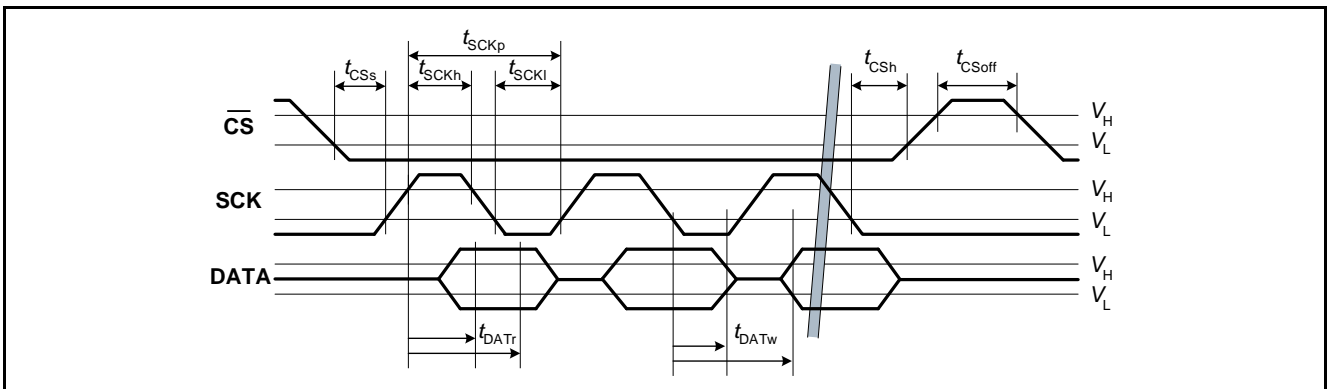 tSCKp
tCSs tSCKh tSCKl tCSh tCSoff
CS VH
VL
SCK VH
VL
DATA VH
VL
tDATr tDATw